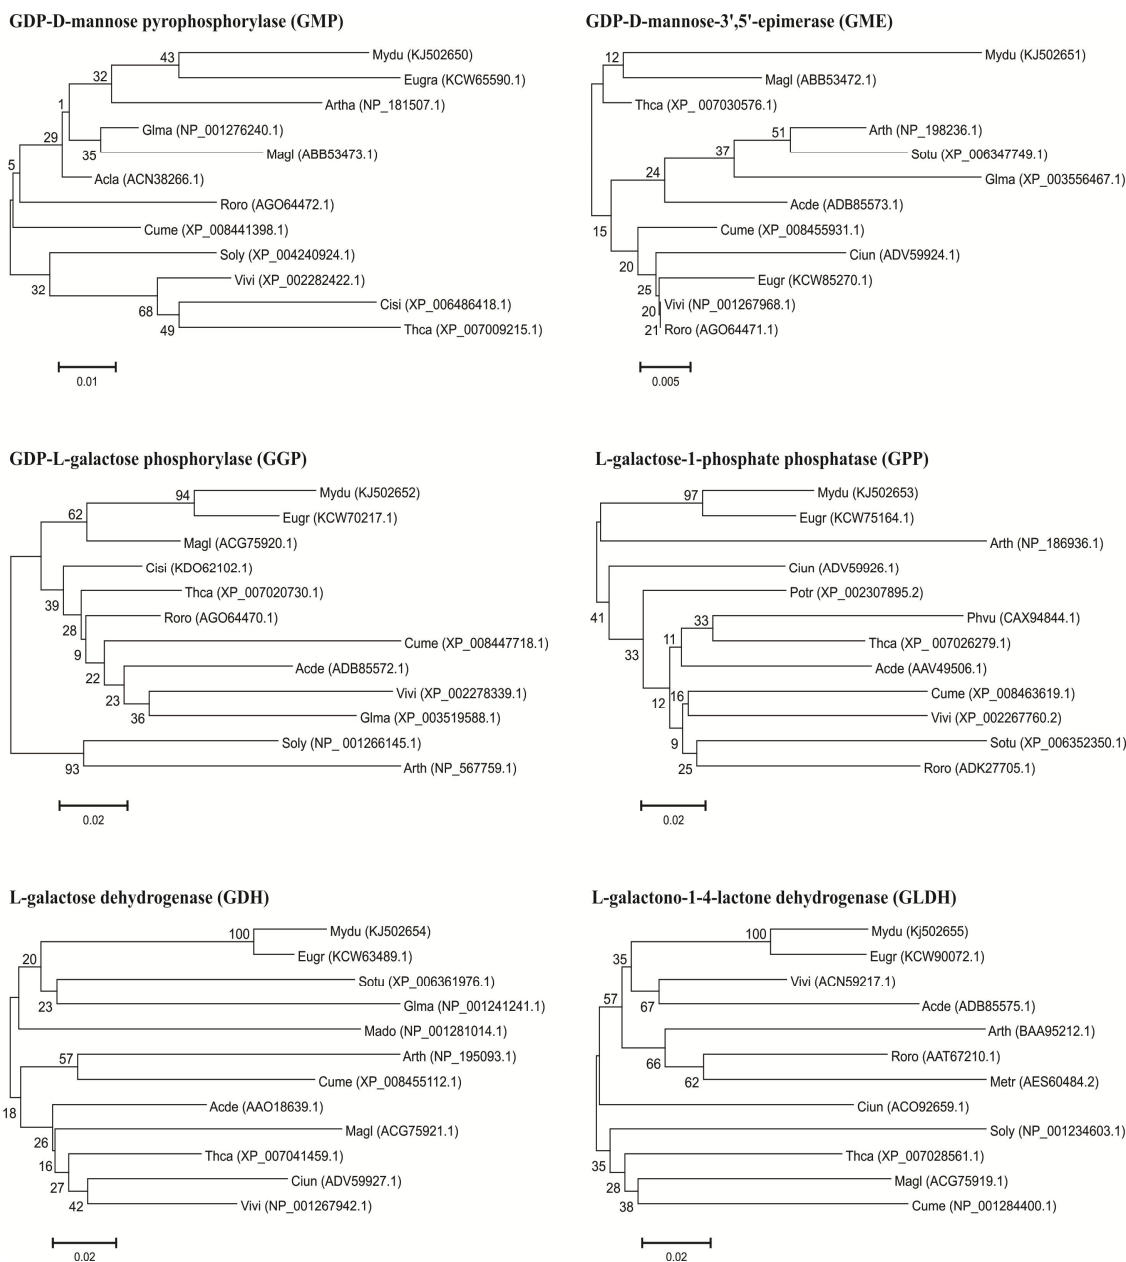 GDP-D-mannose pyrophosphorylase (GMP)
43
Mydu (KJ502650)
32
Eugra (KCW65590.1)
1
Artha (NP_181507.1)
29
Glma (NP_001276240.1)
35
Magl (ABB53473.1)
5
Acla (ACN38266.1)
Roro (AGO64472.1)
Cume (XP_008441398.1)
Soly (XP_004240924.1)
32
Vivi (XP_002282422.1)
68
Cisi (XP_006486418.1)
49
Thca (XP_007009215.1)
0.01
GDP-D-mannose-3',5'-epimerase (GME)
12
Mydu (KJ502651)
Magl (ABB53472.1)
Thca (XP_ 007030576.1)
51
Arth (NP_198236.1)
37
Sotu (XP_006347749.1)
24
Glma (XP_003556467.1)
Acde (ADB85573.1)
15
Cume (XP_008455931.1)
20
Ciun (ADV59924.1)
25
Eugr (KCW85270.1)
20
Vivi (NP_001267968.1)
21
Roro (AGO64471.1)
0.005
GDP-L-galactose phosphorylase (GGP)
94
Mydu (KJ502652)
62
Eugr (KCW70217.1)
Magl (ACG75920.1)
Cisi (KDO62102.1)
39
Thca (XP_007020730.1)
28
Roro (AGO64470.1)
9
Cume (XP_008447718.1)
22
Acde (ADB85572.1)
23
Vivi (XP_002278339.1)
36
Glma (XP_003519588.1)
Soly (NP_ 001266145.1)
93
Arth (NP_567759.1)
0.02
L-galactose-1-phosphate phosphatase (GPP)
97
Mydu (KJ502653)
Eugr (KCW75164.1)
Arth (NP_186936.1)
Ciun (ADV59926.1)
41
Potr (XP_002307895.2)
33
Phvu (CAX94844.1)
11
Thca (XP_ 007026279.1)
33
Acde (AAV49506.1)
12
16
Cume (XP_008463619.1)
Vivi (XP_002267760.2)
9
Sotu (XP_006352350.1)
25
Roro (ADK27705.1)
0.02
L-galactose dehydrogenase (GDH)
100
Mydu (KJ502654)
20
Eugr (KCW63489.1)
Sotu (XP_006361976.1)
23
Glma (NP_001241241.1)
Mado (NP_001281014.1)
57
Arth (NP_195093.1)
Cume (XP_008455112.1)
18
Acde (AAO18639.1)
26
Magl (ACG75921.1)
16
Thca (XP_007041459.1)
27
Ciun (ADV59927.1)
42
Vivi (NP_001267942.1)
0.02
L-galactono-1-4-lactone dehydrogenase (GLDH)
100
Mydu (Kj502655)
35
Eugr (KCW90072.1)
Vivi (ACN59217.1)
57
67
Acde (ADB85575.1)
Arth (BAA95212.1)
66
Roro (AAT67210.1)
62
Metr (AES60484.2)
Ciun (ACO92659.1)
Soly (NP_001234603.1)
35
Thca (XP_007028561.1)
28
Magl (ACG75919.1)
38
Cume (NP_001284400.1)
0.02